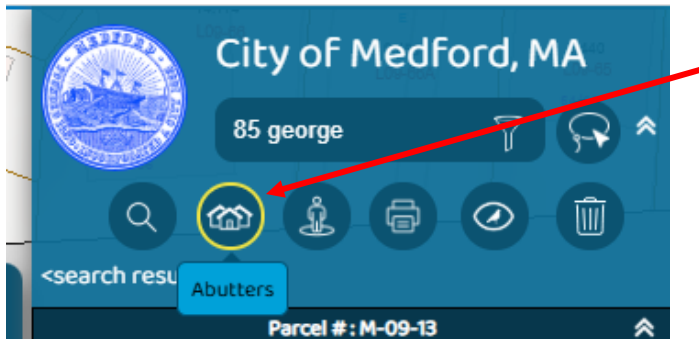 City of Medford, MA
85 george
<search resu
Abutters
Parcel # : M-09-13